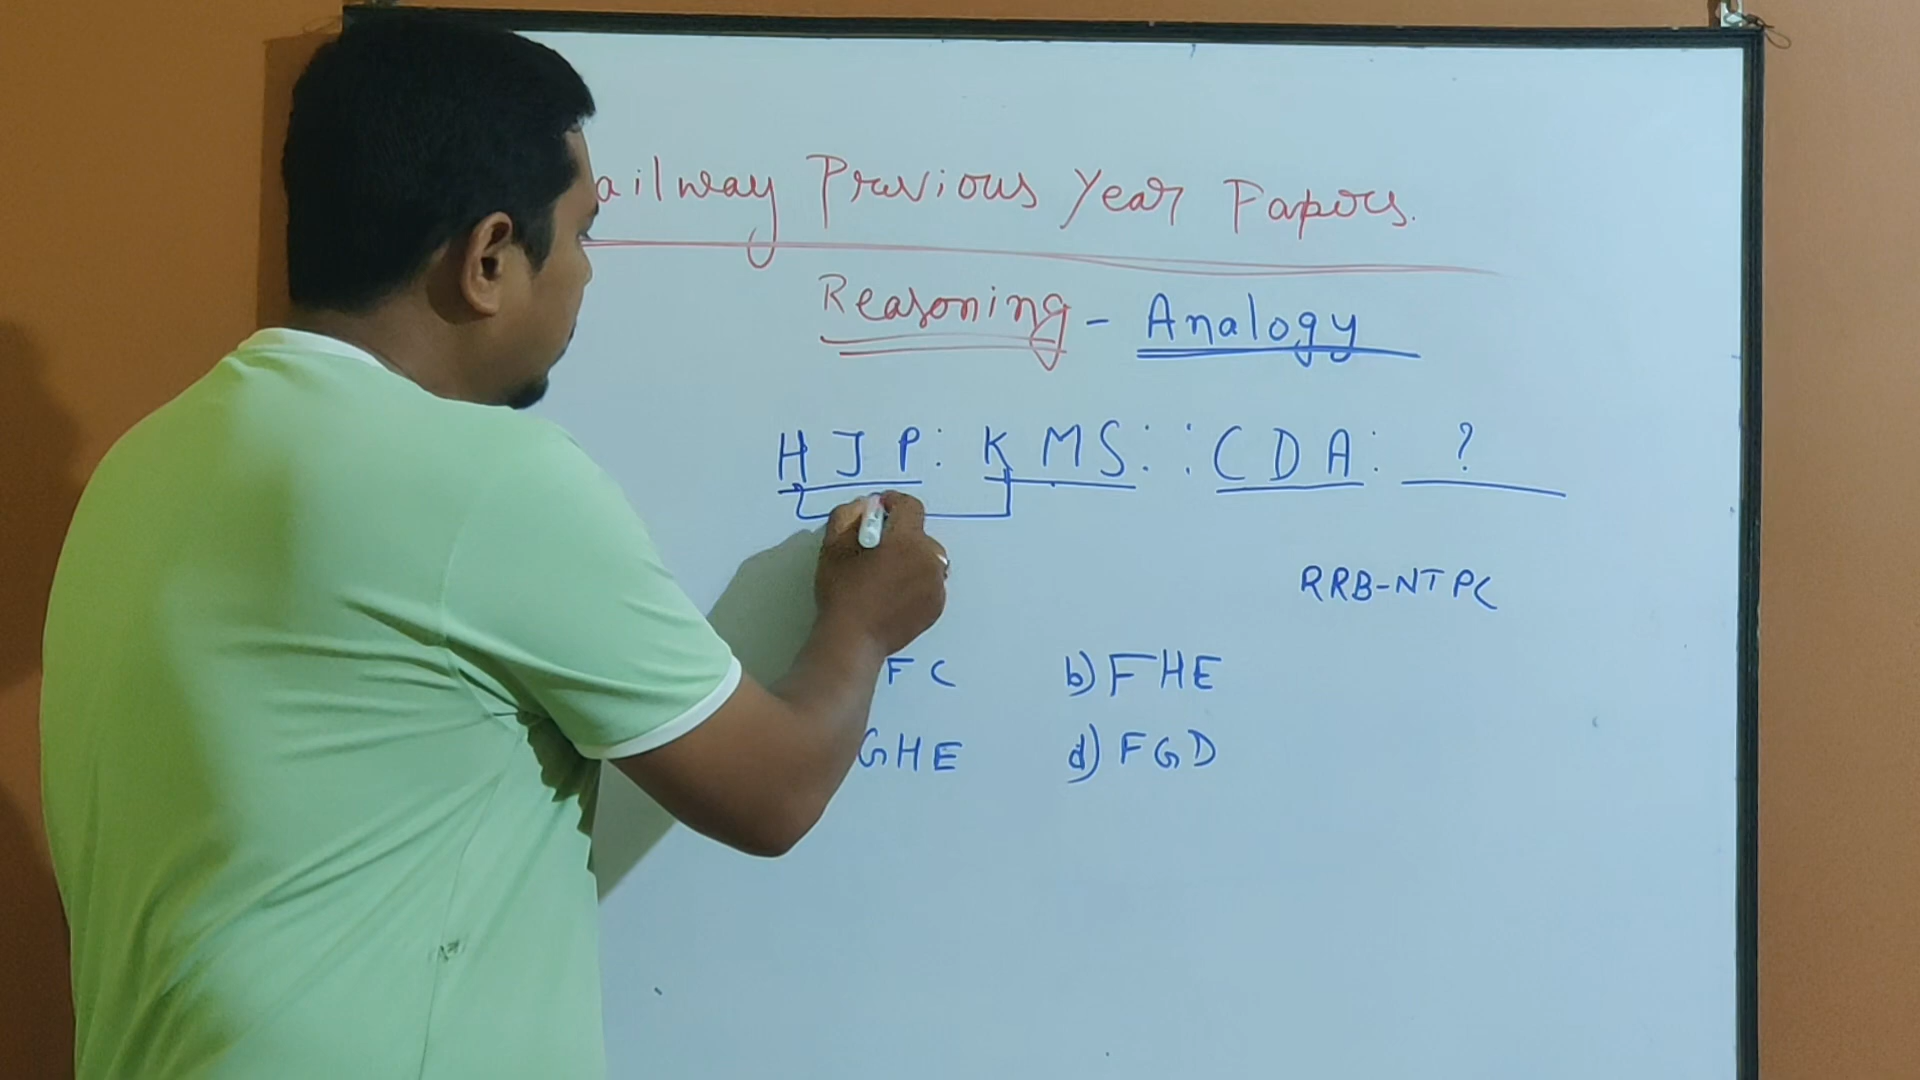 ailway Previous Year Papers.
Reasoning - Analogy
HJP : KMS :: CDA : ?
RRB-NTPC
FC b) FHE
GHE d) FGD